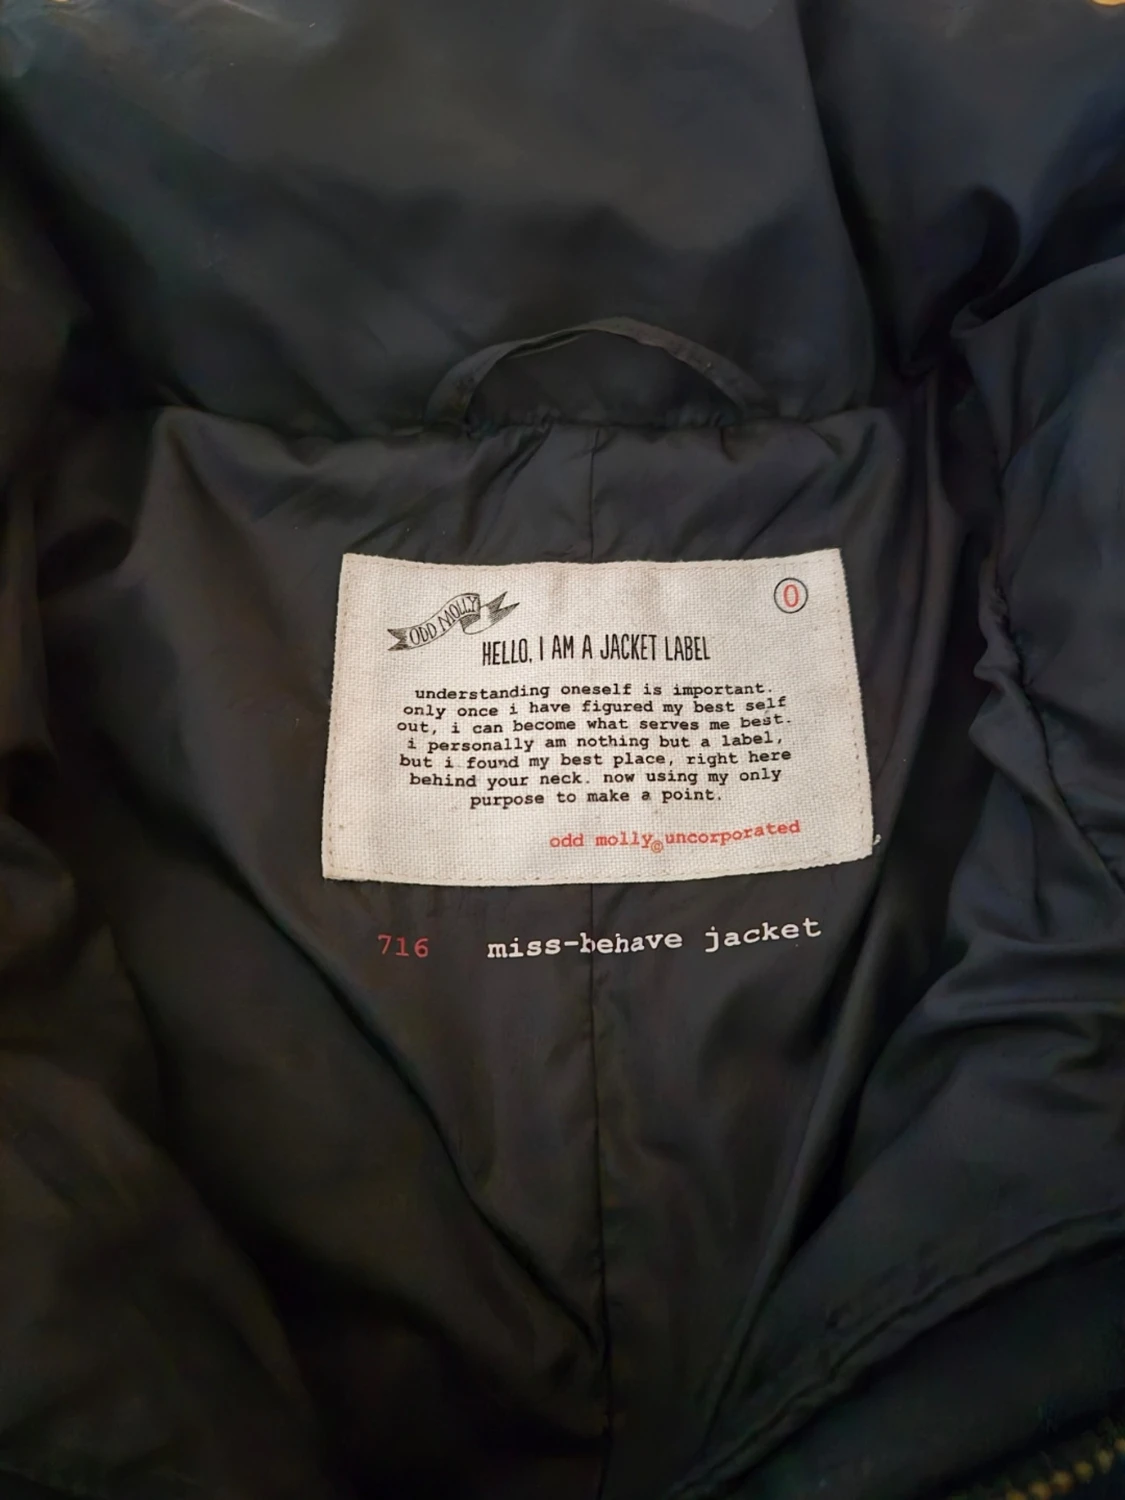 ODD MOLLY
0
HELLO, I AM A JACKET LABEL
understanding oneself is important.
only once i have figured my best self
out, i can become what serves me best.
i personally am nothing but a label,
but i found my best place, right here
behind your neck. now using my only
purpose to make a point.
odd molly©uncorporated
716 miss-behave jacket